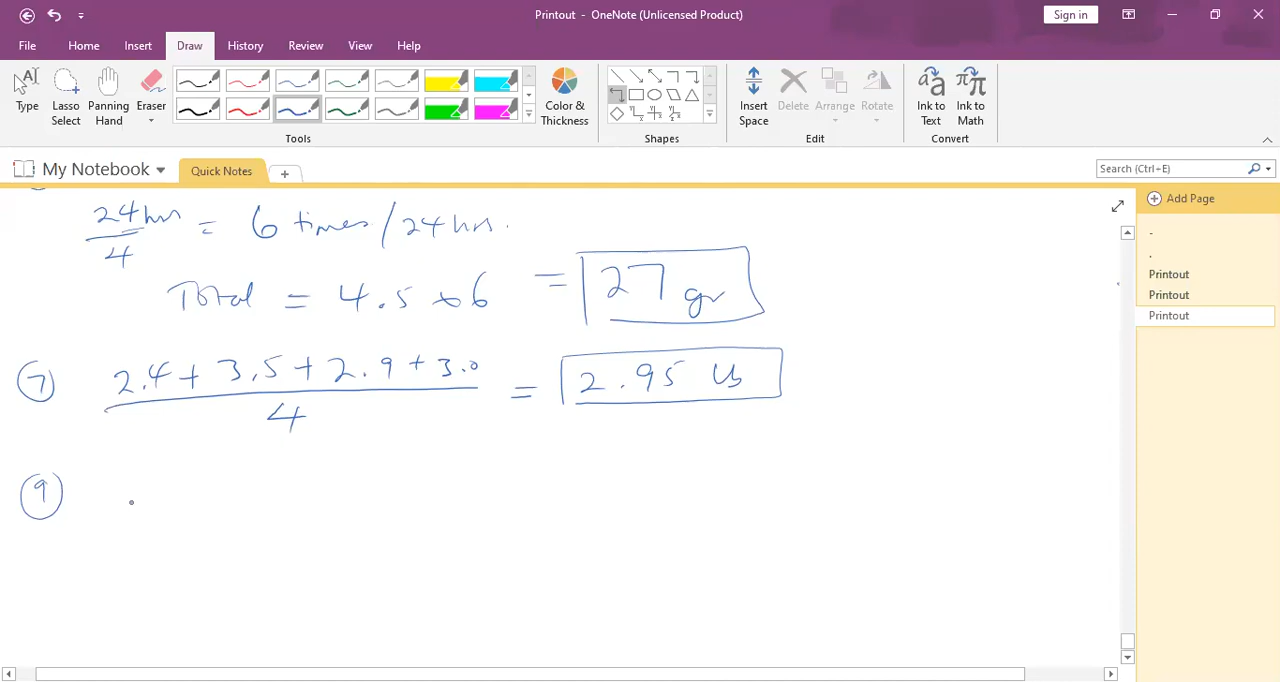 Printout - OneNote (Unlicensed Product)
Sign in
File Home Insert Draw History Review View Help
Type
Lasso Select
Panning Hand
Eraser
Color & Thickness
Insert Space
Delete
Arrange
Rotate
Ink to Text
Ink to Math
Tools
Shapes
Edit
Convert
My Notebook
Quick Notes
Search (Ctrl+E)
Add Page
-
.
Printout
Printout
Printout
24hrs/4 = 6 times/24 hrs.
Total = 4.5 x 6 = 27 gr
7 2.4 + 3.5 + 2.9 + 3.0 / 4 = 2.95 lb
9